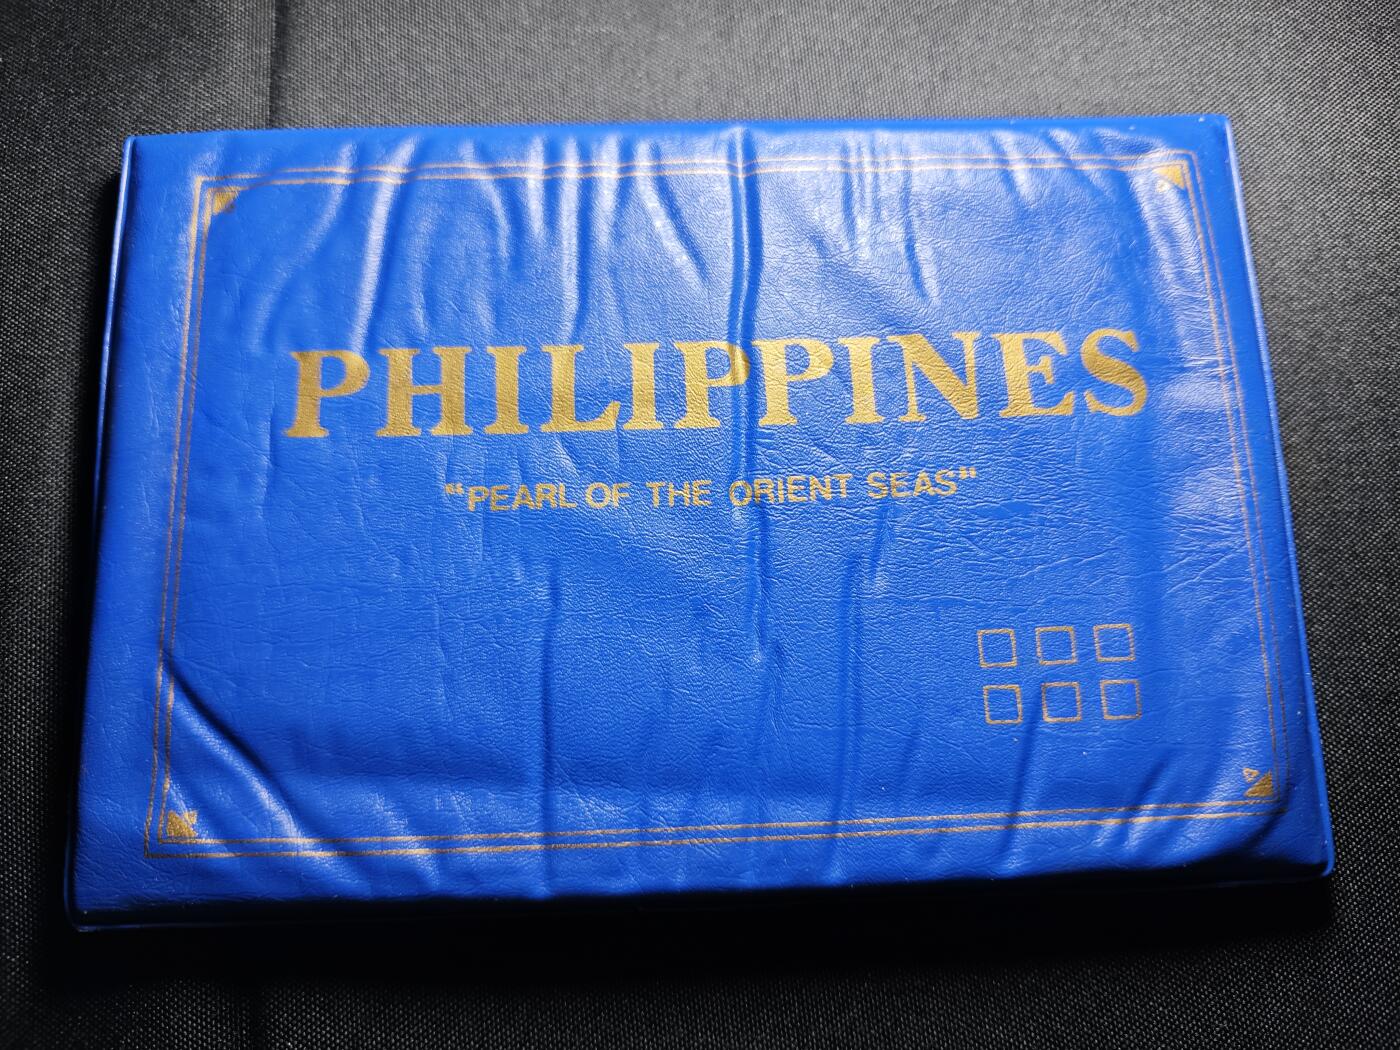 PHILIPPINES
"PEARL OF THE ORIENT SEAS"